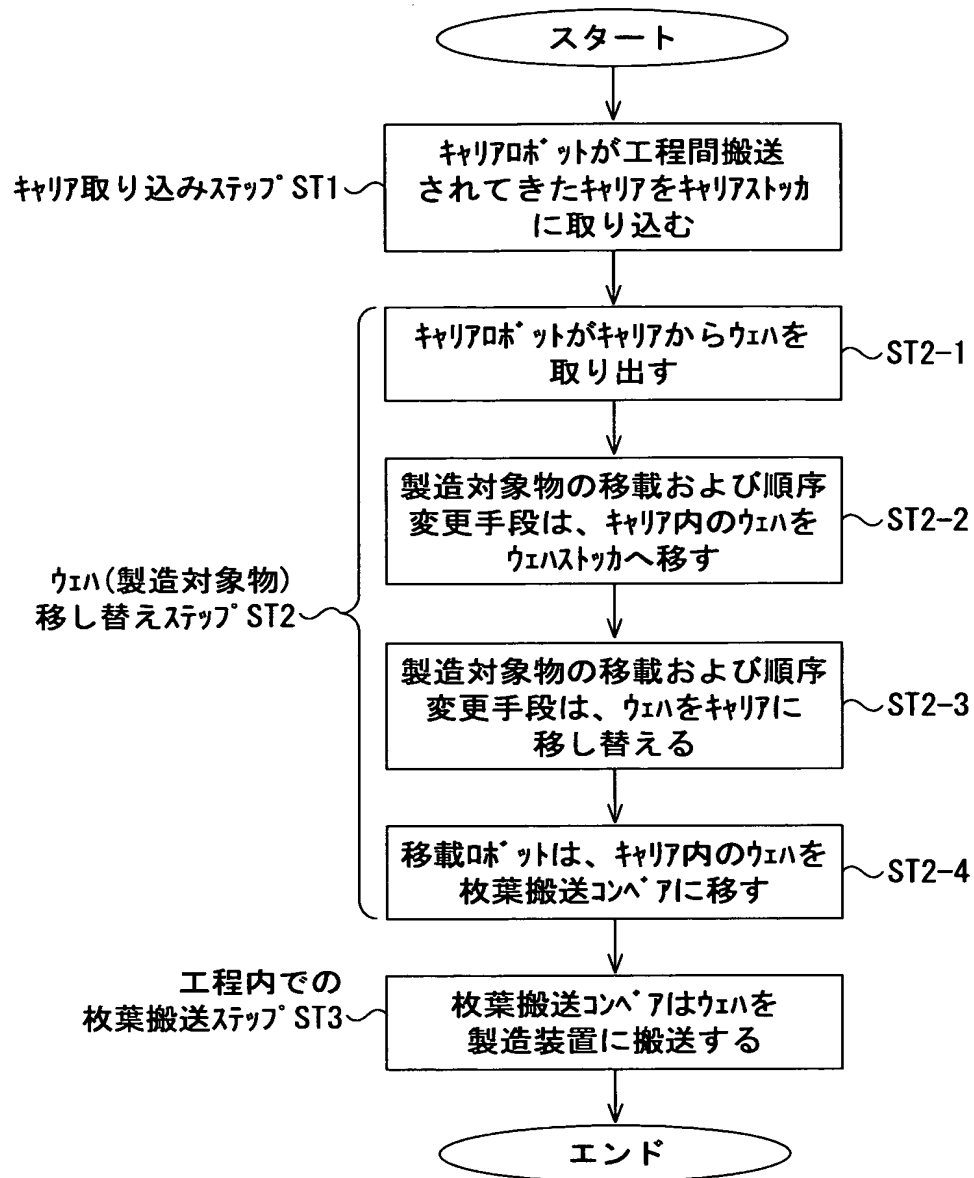 スタート
キャリア取り込みステップST1
キャリアロボットが工程間搬送
されてきたキャリアをキャリアストッカ
に取り込む
ウェハ(製造対象物)
移し替えステップST2
キャリアロボットがキャリアからウェハを
取り出す
ST2-1
製造対象物の移載および順序
変更手段は、キャリア内のウェハを
ウェハストッカへ移す
ST2-2
製造対象物の移載および順序
変更手段は、ウェハをキャリアに
移し替える
ST2-3
移載ロボットは、キャリア内のウェハを
枚葉搬送コンベアに移す
ST2-4
工程内での
枚葉搬送ステップST3
枚葉搬送コンベアはウェハを
製造装置に搬送する
エンド